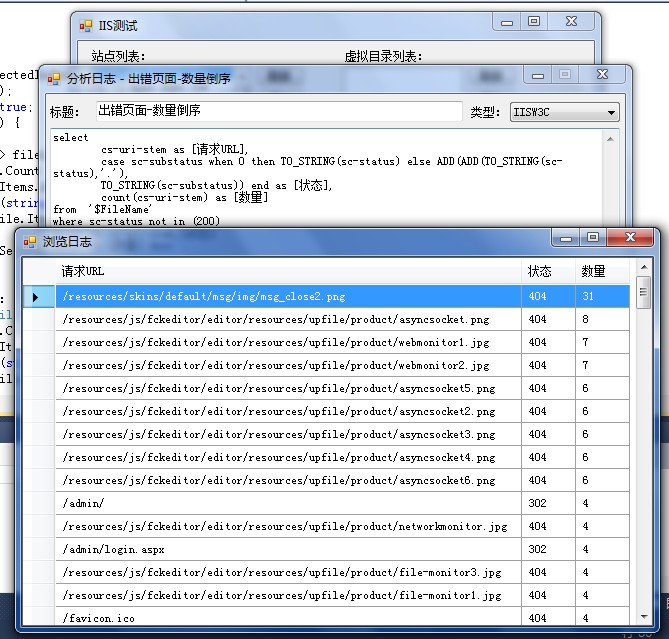 IIS测试
站点列表:
虚拟目录列表:
分析日志 - 出错页面-数量倒序
标题: 出错页面-数量倒序 类型: IISW3C
select
cs-uri-stem as [请求URL],
case sc-substatus when 0 then TO_STRING(sc-status) else ADD(ADD(TO_STRING(sc-
status),'.'),
TO_STRING(sc-substatus)) end as [状态],
count(cs-uri-stem) as [数量]
from '$FileName'
where sc-status not in (200)
ected
);
true;
) {
> file
.Count
Items.
(strin
ile.It
浏览日志
请求URL 状态 数量
/resources/skins/default/msg/img/msg_close2.png 404 31
/resources/js/fckeditor/editor/resources/upfile/product/asyncsocket.png 404 8
/resources/js/fckeditor/editor/resources/upfile/product/webmonitor1.jpg 404 7
/resources/js/fckeditor/editor/resources/upfile/product/webmonitor2.jpg 404 7
/resources/js/fckeditor/editor/resources/upfile/product/asyncsocket5.png 404 6
/resources/js/fckeditor/editor/resources/upfile/product/asyncsocket2.png 404 6
/resources/js/fckeditor/editor/resources/upfile/product/asyncsocket3.png 404 6
/resources/js/fckeditor/editor/resources/upfile/product/asyncsocket4.png 404 6
/resources/js/fckeditor/editor/resources/upfile/product/asyncsocket6.png 404 6
/admin/ 302 4
/resources/js/fckeditor/editor/resources/upfile/product/networkmonitor.jpg 404 4
/admin/login.aspx 302 4
/resources/js/fckeditor/editor/resources/upfile/product/file-monitor3.jpg 404 4
/resources/js/fckeditor/editor/resources/upfile/product/file-monitor1.jpg 404 4
/favicon.ico 404 4